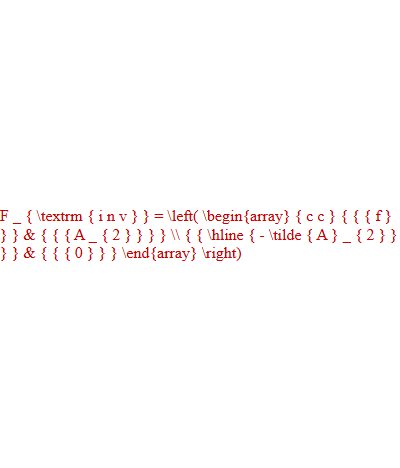 F _ { \textrm { i n v } } = \left( \begin{array} { c c } { { { f }
} } & { { { A _ { 2 } } } } \\ { { \hline { - \tilde { A } _ { 2 } }
} } & { { { 0 } } } \end{array} \right)